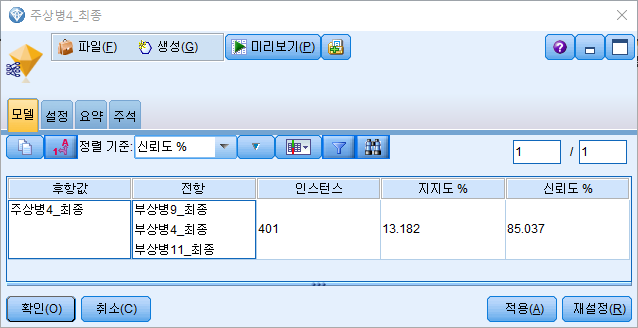 주상병4_최종
파일(F) 생성(G) 미리보기(P)
모델 설정 요약 주석
정렬 기준: 신뢰도 %
1 / 1
후항값 전항 인스턴스 지지도 % 신뢰도 %
주상병4_최종 부상병9_최종
부상병4_최종 401 13.182 85.037
부상병11_최종
확인(O) 취소(C) 적용(A) 재설정(R)